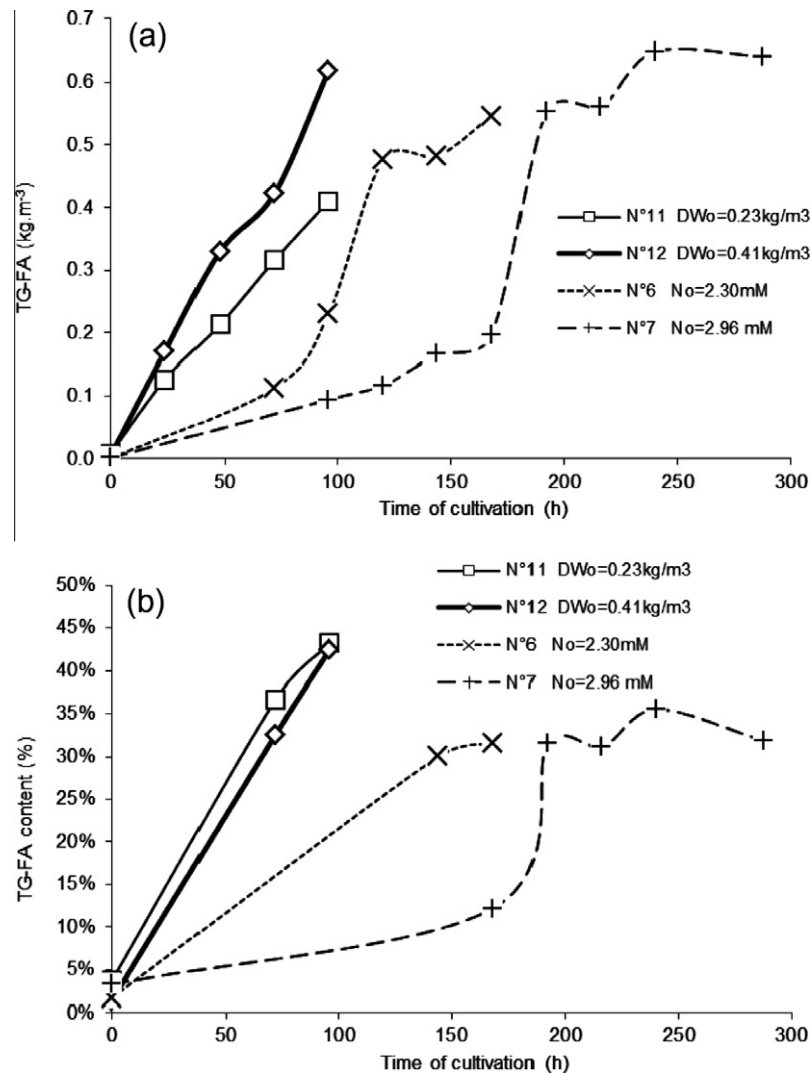 (a)
0.7
0.6
0.5
0.4
0.3
0.2
0.1
0.0
TG-FA (kg.m-3)
N°11 DWo=0.23kg/m3
N°12 DWo=0.41kg/m3
N°6 No=2.30mM
N°7 No=2.96 mM
0 50 100 150 200 250 300
Time of cultivation (h)
(b)
50%
45%
40%
35%
30%
25%
20%
15%
10%
5%
0%
TG-FA content (%)
N°11 DWo=0.23kg/m3
N°12 DWo=0.41kg/m3
N°6 No=2.30mM
N°7 No=2.96 mM
0 50 100 150 200 250 300
Time of cultivation (h)